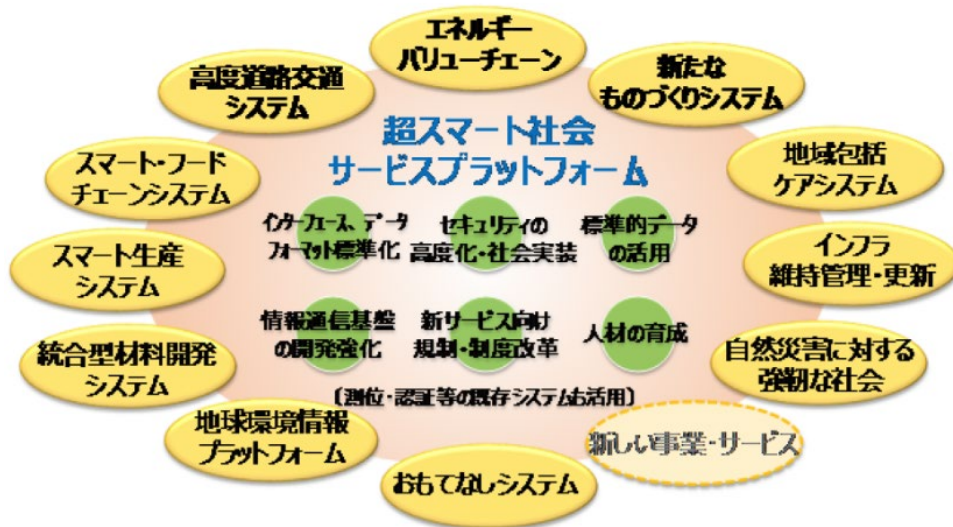 エネルギー
バリューチェーン
高度道路交通
システム
新たな
ものづくりシステム
超スマート社会
サービスプラットフォーム
スマート・フード
チェーンシステム
地域包括
ケアシステム
インターフェース、データ
フォーマット標準化
セキュリティの
高度化・社会実装
標準的データ
の活用
スマート生産
システム
インフラ
維持管理・更新
情報通信基盤
の開発強化
新サービス向け
規制・制度改革
人材の育成
統合型材料開発
システム
自然災害に対する
強靭な社会
（測位・認証等の既存システムも活用）
地球環境情報
プラットフォーム
新しい事業・サービス
おもてなしシステム